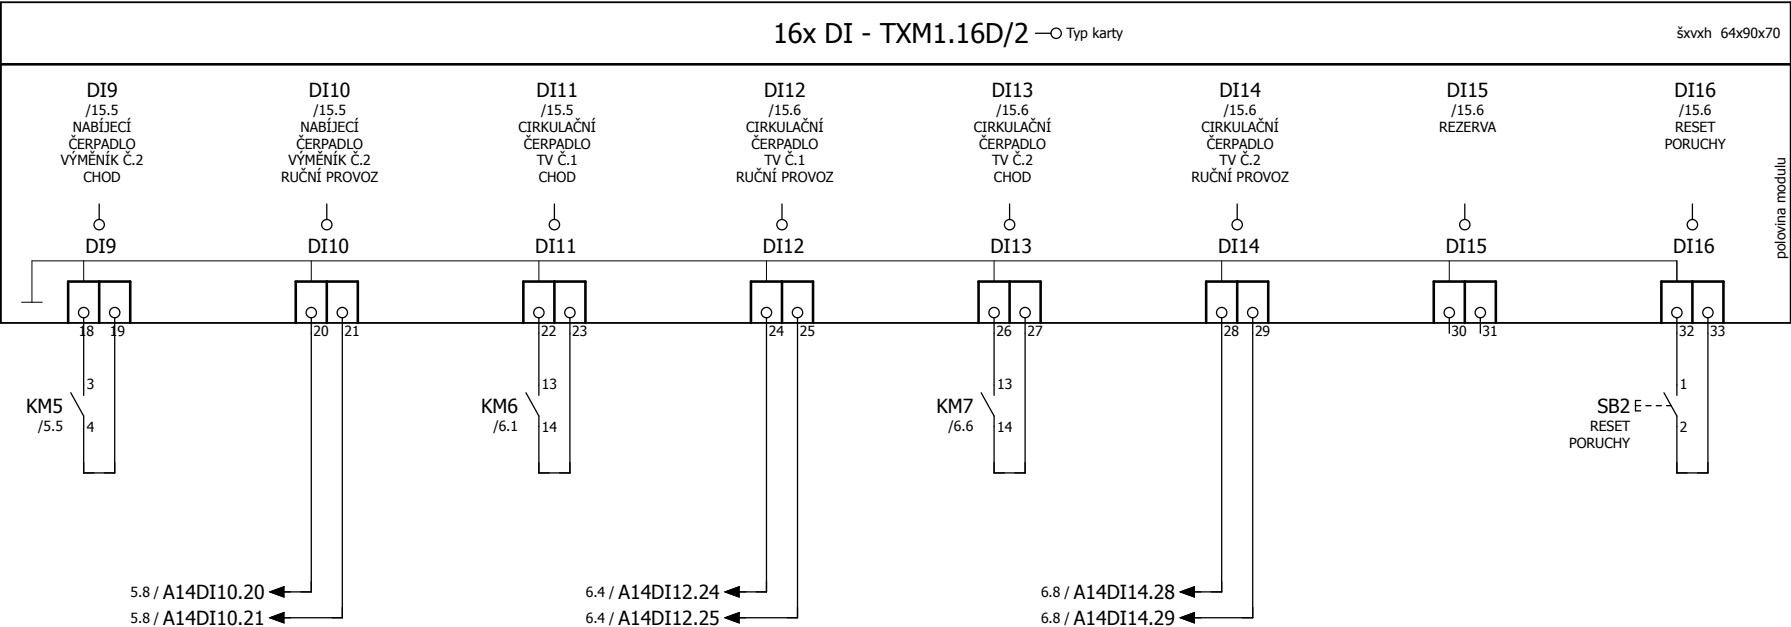 16x DI - TXM1.16D/2 Typ karty
šxvxh 64x90x70
DI9
/15.5
NABÍJECÍ
ČERPADLO
VÝMĚNÍK Č.2
CHOD
DI10
/15.5
NABÍJECÍ
ČERPADLO
VÝMĚNÍK Č.2
RUČNÍ PROVOZ
DI11
/15.5
CIRKULAČNÍ
ČERPADLO
TV Č.1
CHOD
DI12
/15.6
CIRKULAČNÍ
ČERPADLO
TV Č.1
RUČNÍ PROVOZ
DI13
/15.6
CIRKULAČNÍ
ČERPADLO
TV Č.2
CHOD
DI14
/15.6
CIRKULAČNÍ
ČERPADLO
TV Č.2
RUČNÍ PROVOZ
DI15
/15.6
REZERVA
DI16
/15.6
RESET
PORUCHY
polovina modulu
DI9 DI10 DI11 DI12 DI13 DI14 DI15 DI16
18 19 20 21 22 23 24 25 26 27 28 29 30 31 32 33
3
KM5
/5.5
4
13
KM6
/6.1
14
13
KM7
/6.6
14
1
SB2
RESET
PORUCHY
2
5.8 / A14DI10.20
5.8 / A14DI10.21
6.4 / A14DI12.24
6.4 / A14DI12.25
6.8 / A14DI14.28
6.8 / A14DI14.29